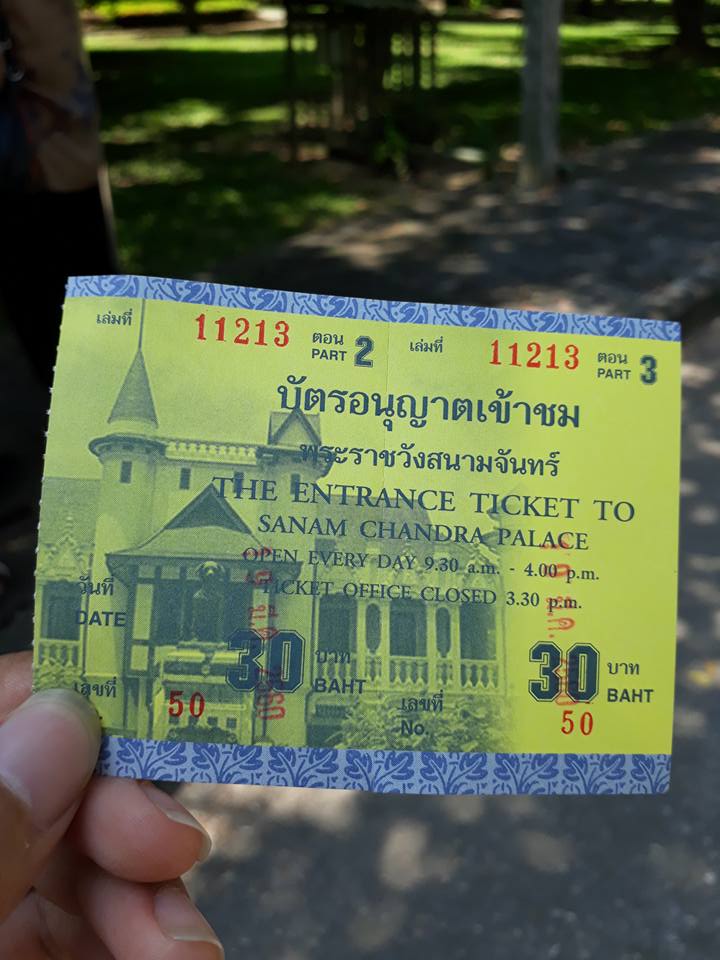 เล่มที่ 11213 ตอน 2 เล่มที่ 11213 ตอน 3
PART PART
บัตรอนุญาตเข้าชม
พระราชวังสนามจันทร์
THE ENTRANCE TICKET TO
SANAM CHANDRA PALACE
OPEN EVERY DAY 9.30 a.m. - 4.00 p.m.
TICKET OFFICE CLOSED 3.30 p.m.
วันที่
DATE
30 บาท 30 บาท
BAHT BAHT
เลขที่ 50 เลขที่ 50
No.